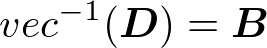 vec⁻¹(𝑫) = 𝑩